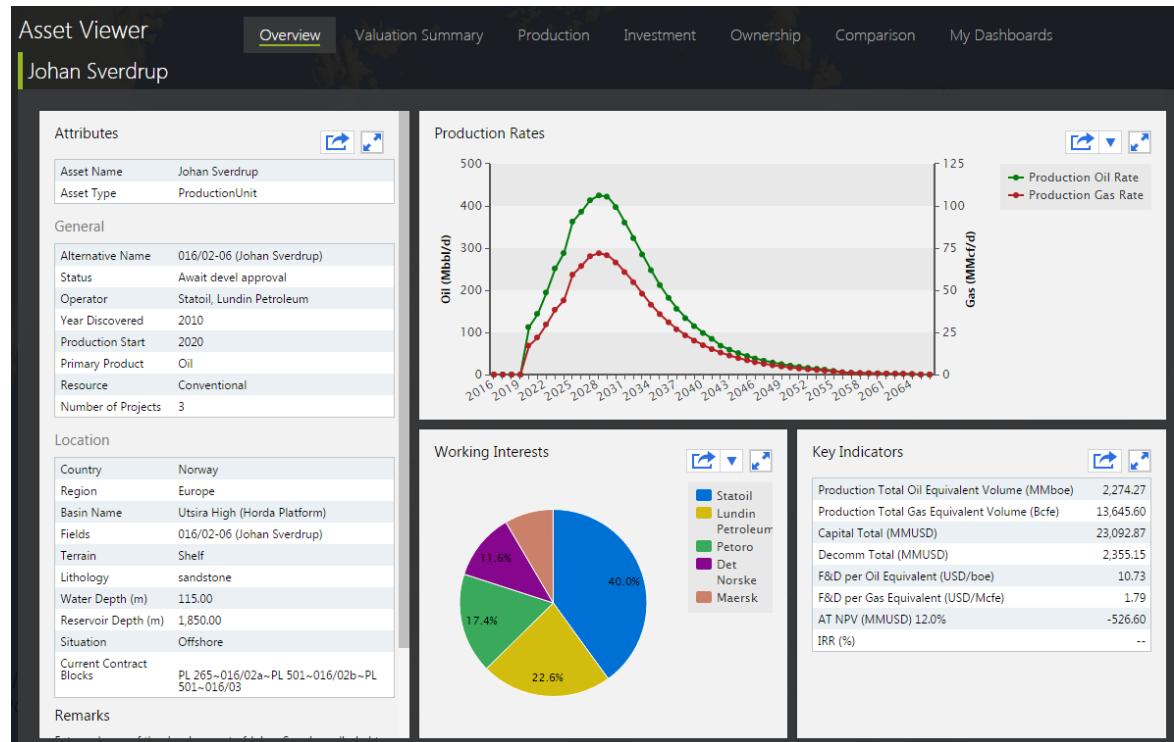 Asset Viewer
Overview Valuation Summary Production Investment Ownership Comparison My Dashboards
Johan Sverdrup
Attributes
Asset Name Johan Sverdrup
Asset Type ProductionUnit
General
Alternative Name 016/02-06 (Johan Sverdrup)
Status Await devel approval
Operator Statoil, Lundin Petroleum
Year Discovered 2010
Production Start 2020
Primary Product Oil
Resource Conventional
Number of Projects 3
Location
Country Norway
Region Europe
Basin Name Utsira High (Horda Platform)
Fields 016/02-06 (Johan Sverdrup)
Terrain Shelf
Lithology sandstone
Water Depth (m) 115.00
Reservoir Depth (m) 1,850.00
Situation Offshore
Current Contract
Blocks PL 265~016/02a~PL 501~016/02b~PL
501~016/03
Remarks
Production Rates
500
400
300
200
100
0
Oil (Mbbl/d)
125
100
75
50
25
0
Gas (MMcf/d)
2016 2019 2022 2025 2028 2031 2034 2037 2040 2043 2046 2049 2052 2055 2058 2061 2064
Production Oil Rate
Production Gas Rate
Working Interests
40.0%
22.6%
17.4%
11.6%
Statoil
Lundin
Petroleum
Petoro
Det
Norske
Maersk
Key Indicators
Production Total Oil Equivalent Volume (MMboe) 2,274.27
Production Total Gas Equivalent Volume (Bcfe) 13,645.60
Capital Total (MMUSD) 23,092.87
Decomm Total (MMUSD) 2,355.15
F&D per Oil Equivalent (USD/boe) 10.73
F&D per Gas Equivalent (USD/Mcfe) 1.79
AT NPV (MMUSD) 12.0% -526.60
IRR (%) --